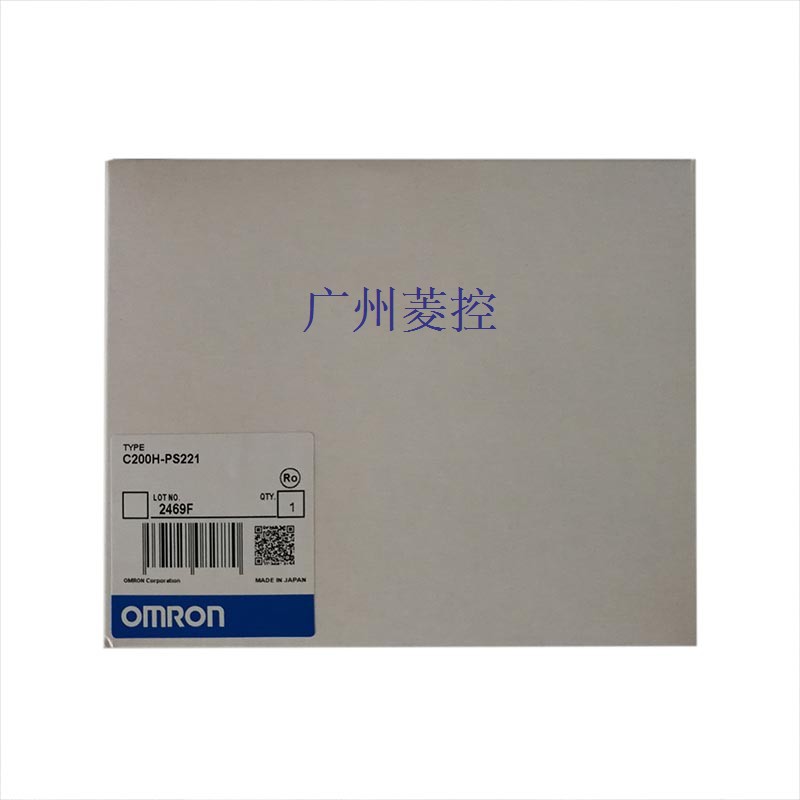 广州菱控
TYPE
C200H-PS221
Ro
LOT NO.
QTY.
2469F
1
OMRON Corporation
MADE IN JAPAN
OMRON